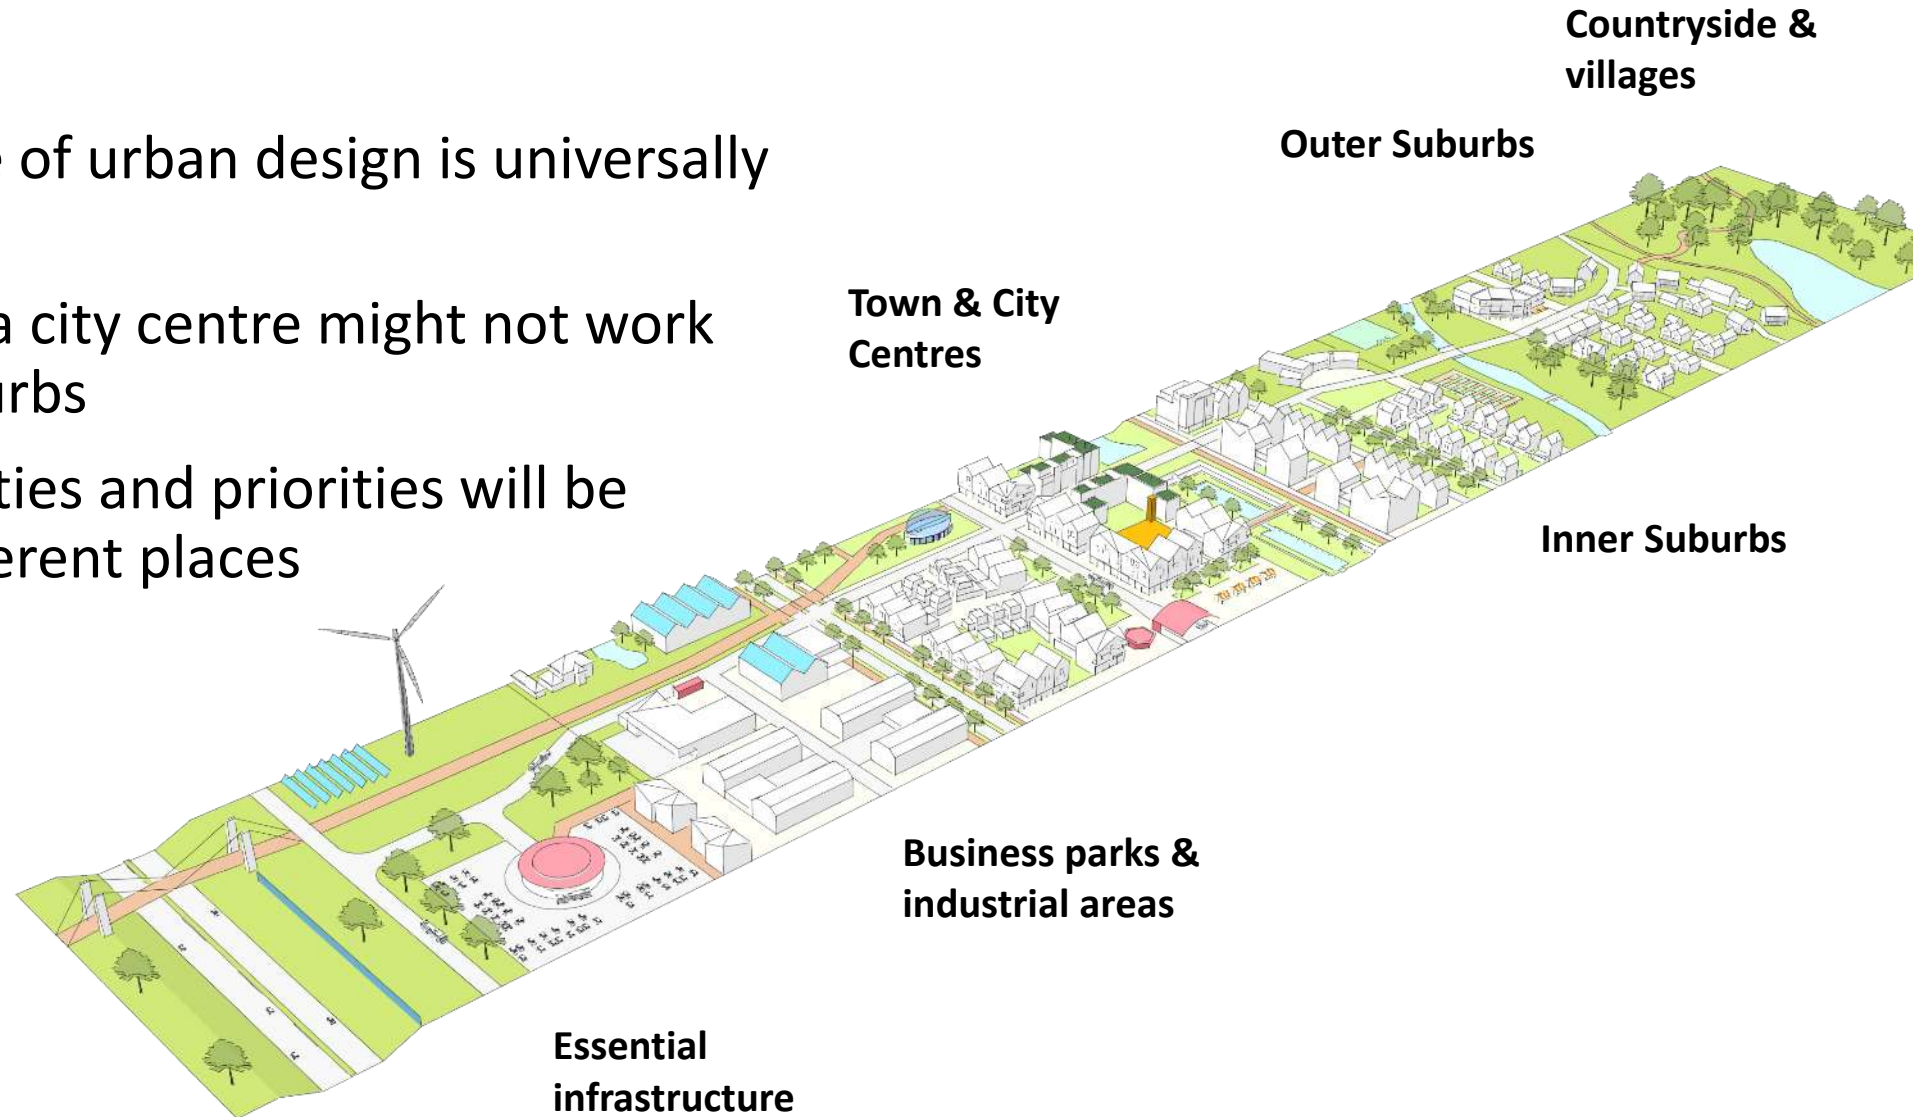 e of urban design is universally
a city centre might not work
urbs
ties and priorities will be
erent places
Countryside &
villages
Outer Suburbs
Town & City
Centres
Inner Suburbs
Business parks &
industrial areas
Essential
infrastructure